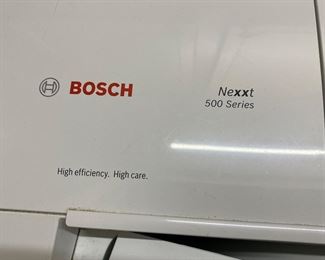 BOSCH
Nexxt
500 Series
High efficiency. High care.